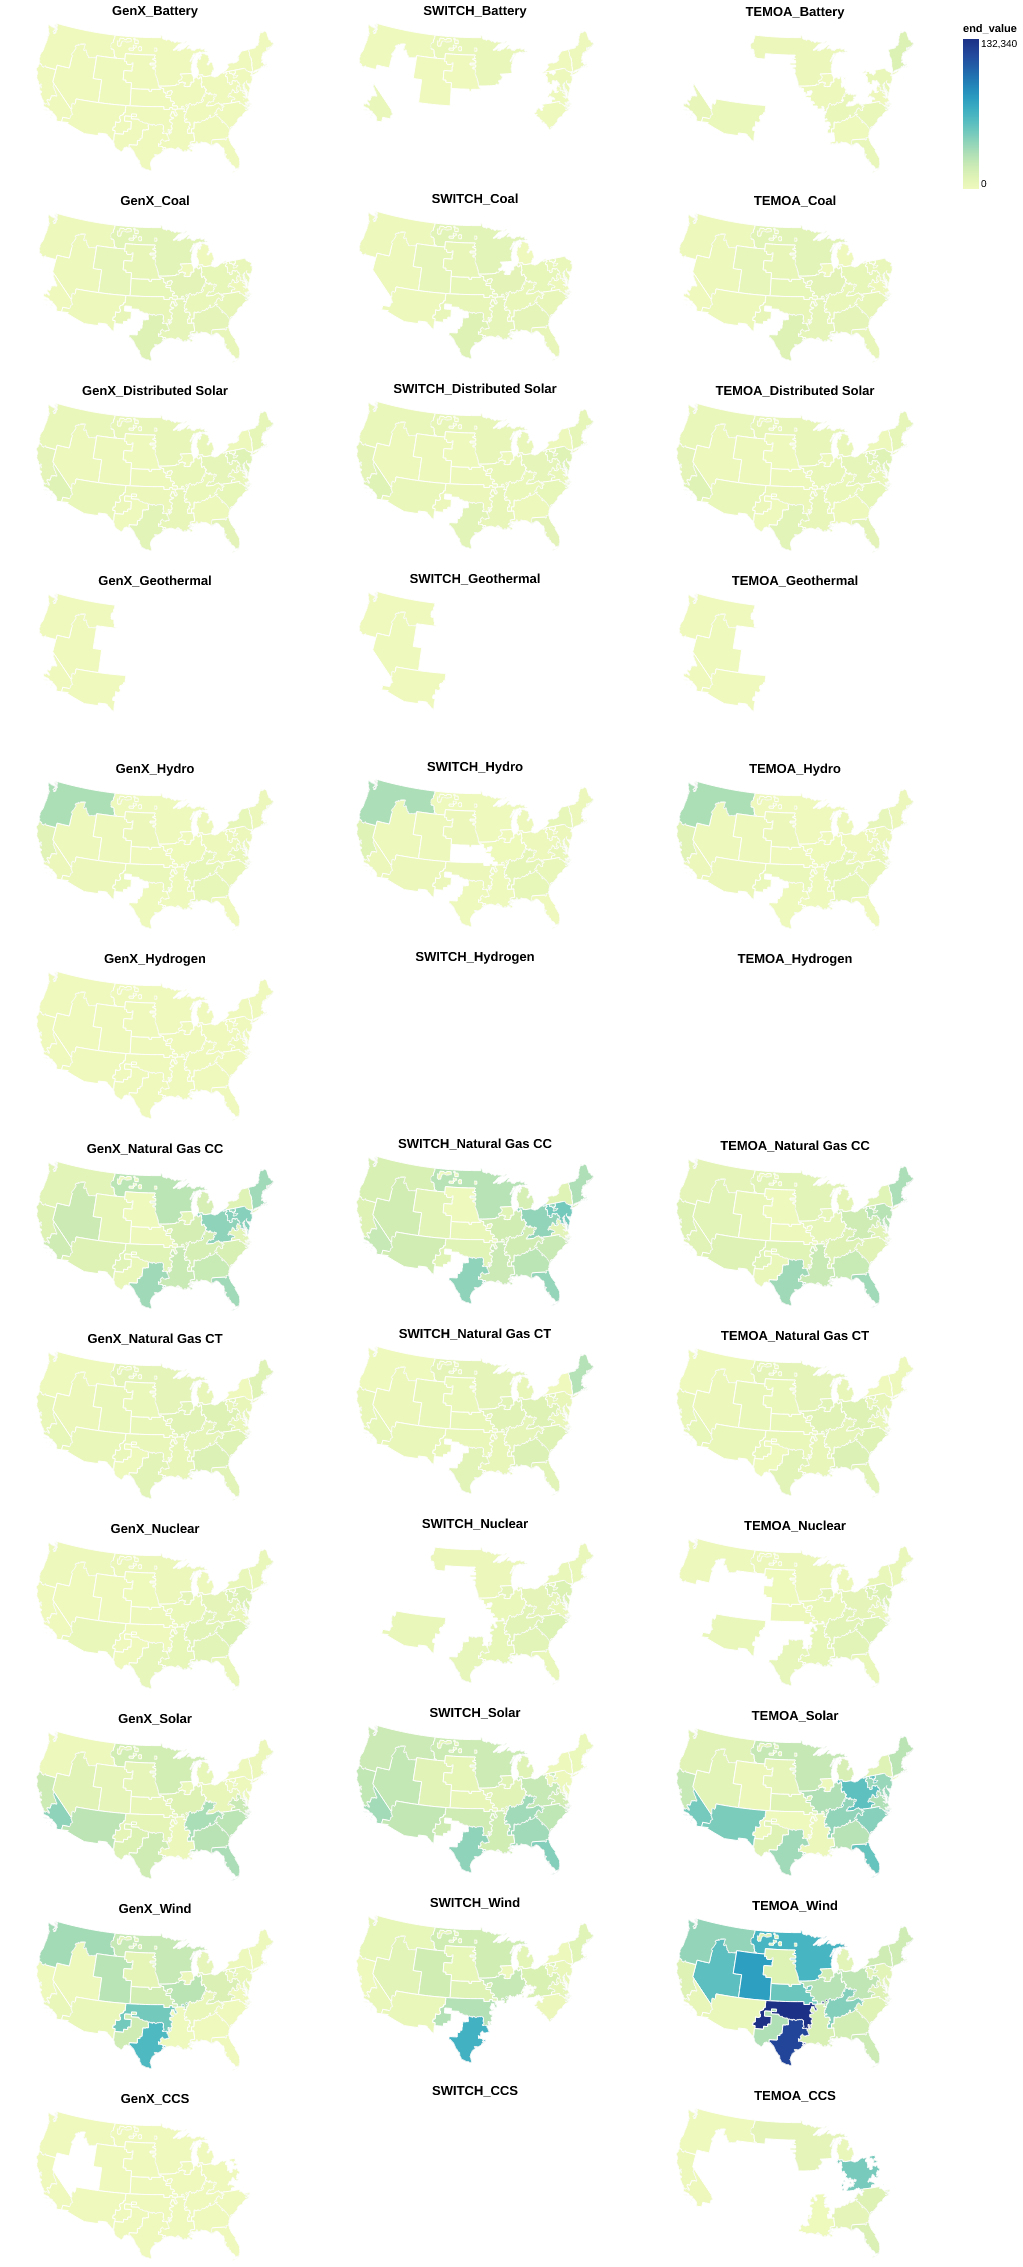 GenX_Battery
SWITCH_Battery
TEMOA_Battery
end_value
132,340
0
GenX_Coal
SWITCH_Coal
TEMOA_Coal
GenX_Distributed Solar
SWITCH_Distributed Solar
TEMOA_Distributed Solar
GenX_Geothermal
SWITCH_Geothermal
TEMOA_Geothermal
GenX_Hydro
SWITCH_Hydro
TEMOA_Hydro
GenX_Hydrogen
SWITCH_Hydrogen
TEMOA_Hydrogen
GenX_Natural Gas CC
SWITCH_Natural Gas CC
TEMOA_Natural Gas CC
GenX_Natural Gas CT
SWITCH_Natural Gas CT
TEMOA_Natural Gas CT
GenX_Nuclear
SWITCH_Nuclear
TEMOA_Nuclear
GenX_Solar
SWITCH_Solar
TEMOA_Solar
GenX_Wind
SWITCH_Wind
TEMOA_Wind
GenX_CCS
SWITCH_CCS
TEMOA_CCS